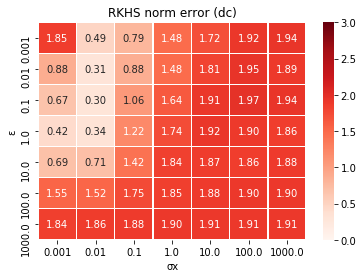 RKHS norm error (dc)
3.0
0.001 1.85 0.49 0.79 1.48 1.72 1.92 1.94
2.5
0.01 0.88 0.31 0.88 1.48 1.81 1.95 1.89
2.0
0.1 0.67 0.30 1.06 1.64 1.91 1.97 1.94
ε 1.0 0.42 0.34 1.22 1.74 1.92 1.90 1.86
1.5
10.0 0.69 0.71 1.42 1.84 1.87 1.86 1.88
1.0
100.0 1.55 1.52 1.75 1.85 1.88 1.90 1.90
0.5
1000.0 1.84 1.86 1.88 1.90 1.91 1.91 1.91
0.0
0.001 0.01 0.1 1.0 10.0 100.0 1000.0
σx